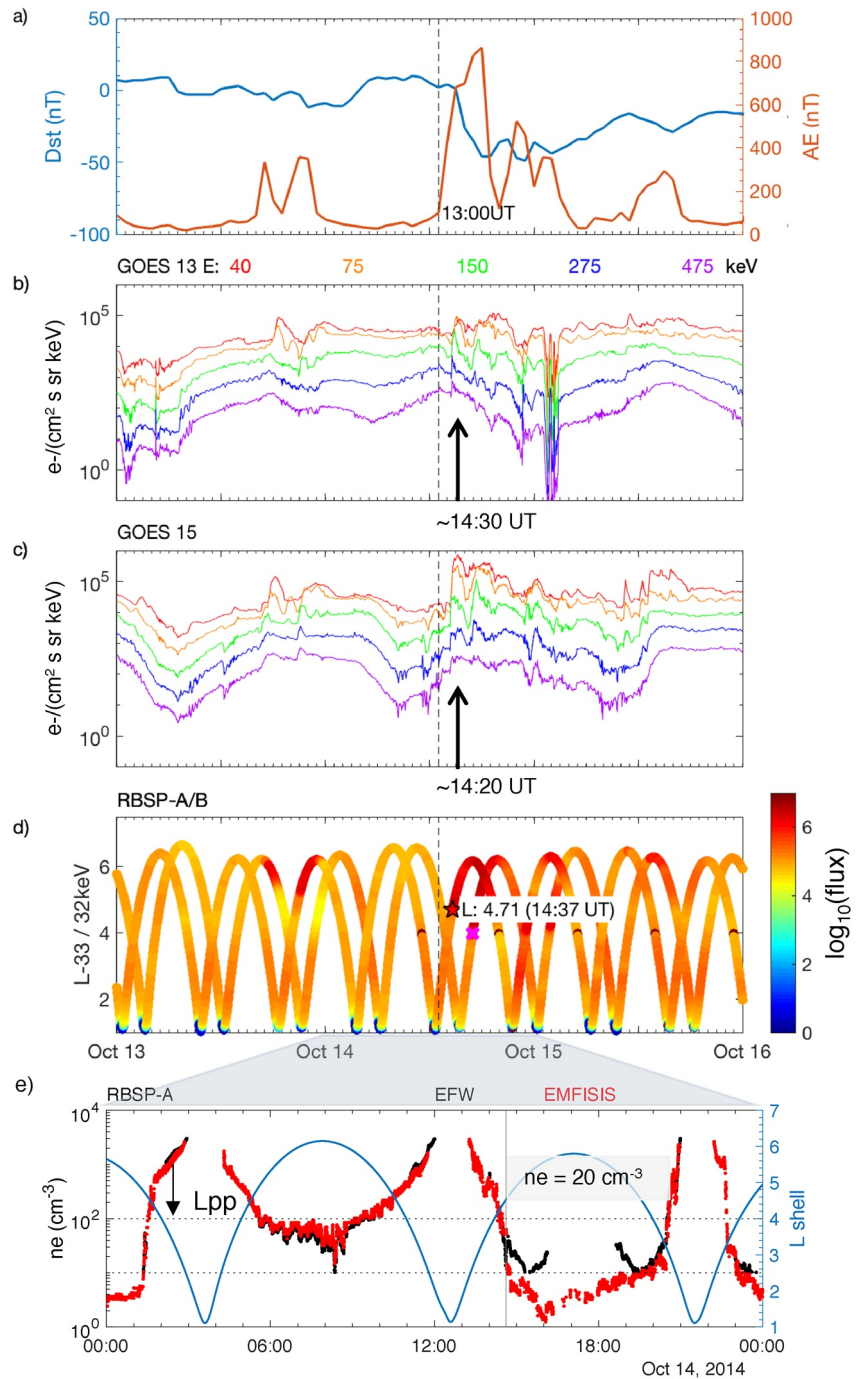 a)
50
0
-50
-100
Dst (nT)
1000
800
600
400
200
0
AE (nT)
13:00UT
GOES 13 E: 40 75 150 275 475 keV
b)
10⁵
10⁰
e-/(cm² s sr keV)
~14:30 UT
GOES 15
c)
10⁵
10⁰
e-/(cm² s sr keV)
~14:20 UT
RBSP-A/B
d)
6
4
2
L-33 / 32keV
L: 4.71 (14:37 UT)
6
4
2
0
log₁₀(flux)
Oct 13 Oct 14 Oct 15 Oct 16
e)
RBSP-A EFW EMFISIS
10⁴
10²
10⁰
ne (cm⁻³)
Lpp
ne = 20 cm⁻³
7
6
5
4
3
2
1
L shell
00:00 06:00 12:00 18:00 00:00
Oct 14, 2014